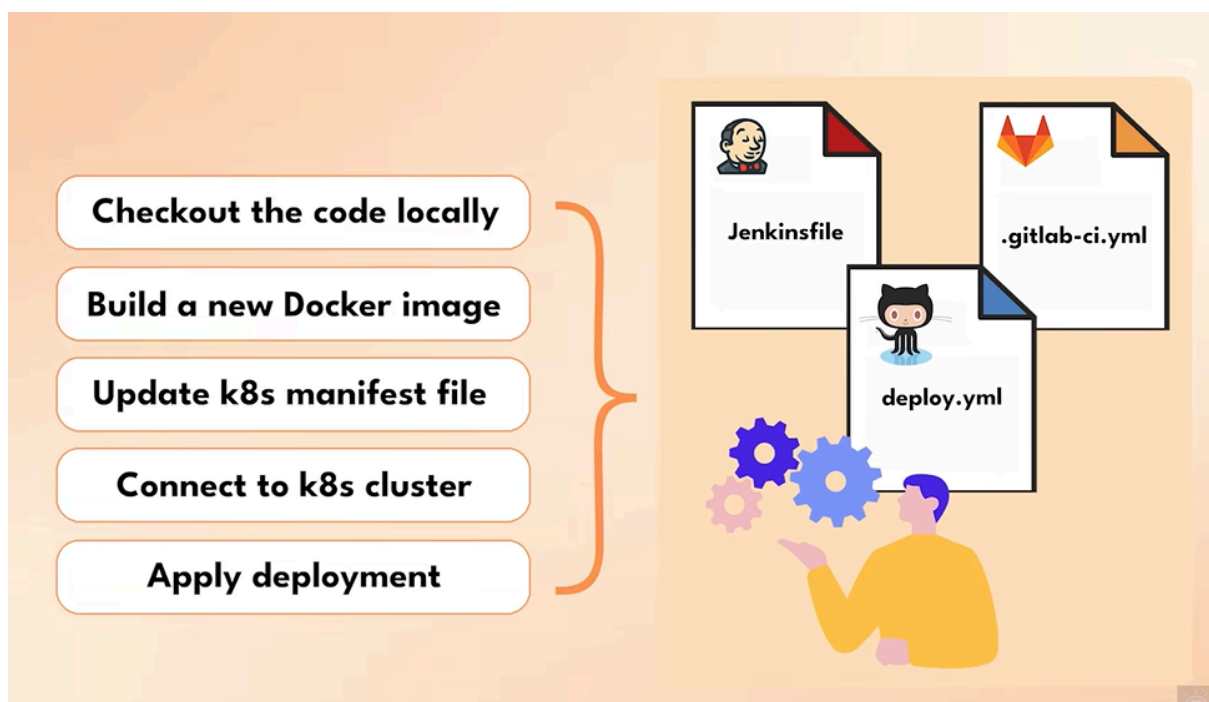 Checkout the code locally
Build a new Docker image
Update k8s manifest file
Connect to k8s cluster
Apply deployment
Jenkinsfile
.gitlab-ci.yml
deploy.yml